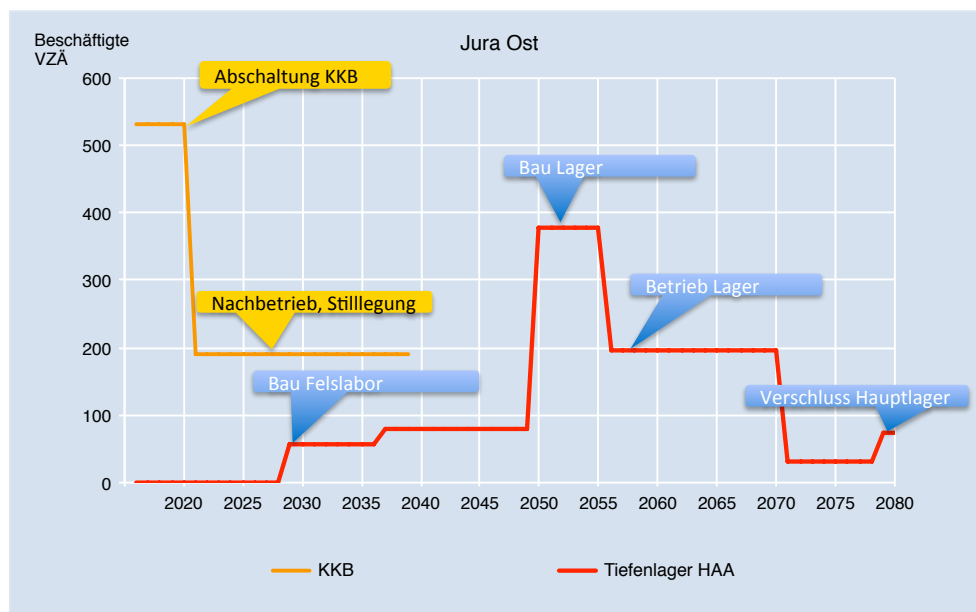 Beschäftigte
VZÄ
Jura Ost
600
Abschaltung KKB
500
Bau Lager
400
300
Betrieb Lager
Nachbetrieb, Stilllegung
200
Bau Felslabor
Verschluss Hauptlager
100
0
2020 2025 2030 2035 2040 2045 2050 2055 2060 2065 2070 2075 2080
KKB Tiefenlager HAA